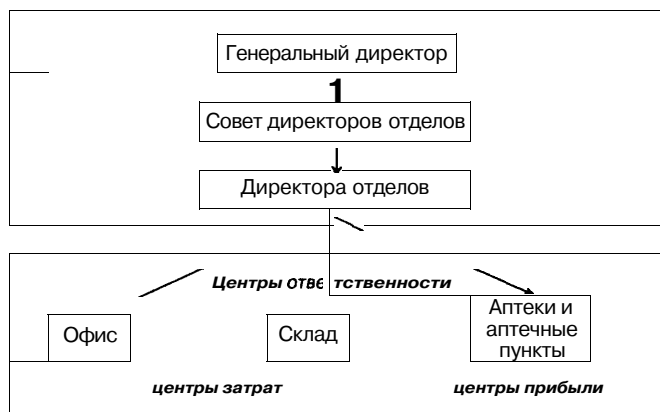 Генеральный директор
1
Совет директоров отделов
Директора отделов
Центры ответственности
Офис
Склад
Аптеки и
аптечные
пункты
центры затрат
центры прибыли